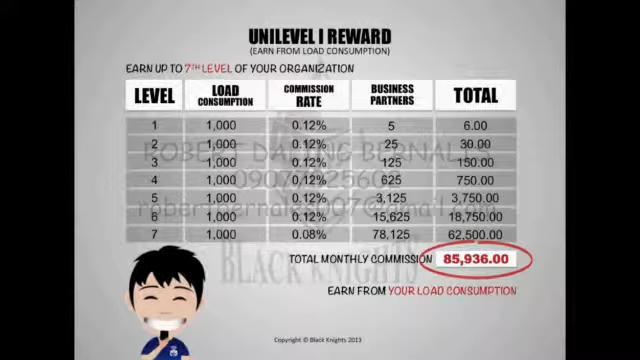 UNILEVEL I REWARD
(EARN FROM LOAD CONSUMPTION)
EARN UP TO 7TH LEVEL OF YOUR ORGANIZATION
LEVEL LOAD CONSUMPTION COMMISSION RATE BUSINESS PARTNERS TOTAL
1 1,000 0.12% 5 6.00
2 1,000 0.12% 25 30.00
3 1,000 0.12% 125 150.00
4 1,000 0.12% 625 750.00
5 1,000 0.12% 3,125 3,750.00
6 1,000 0.12% 15,625 18,750.00
7 1,000 0.08% 78,125 62,500.00
TOTAL MONTHLY COMMISSION 85,936.00
BLACK KNIGHTS
EARN FROM YOUR LOAD CONSUMPTION
Copyright © Black Knights 2013